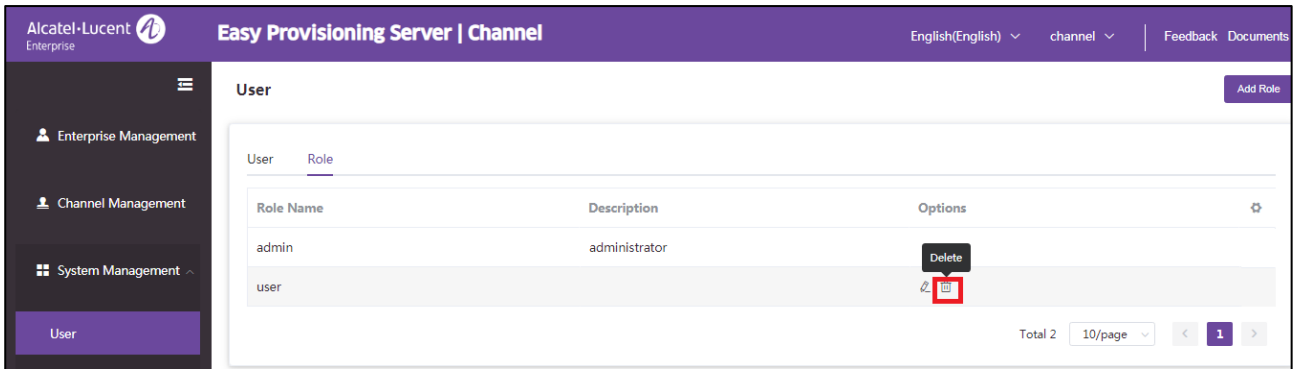 Alcatel·Lucent
Enterprise
Easy Provisioning Server | Channel
English(English)
channel
Feedback Documents
User
Add Role
Enterprise Management
User Role
Channel Management
Role Name Description Options
admin administrator
System Management
Delete
user
User
Total 2 10/page < 1 >